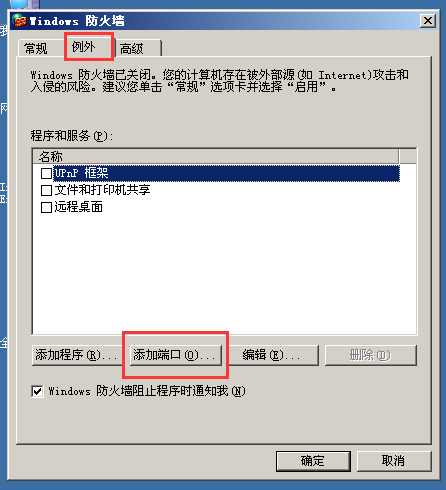 Windows 防火墙
常规 例外 高级
Windows 防火墙已关闭。您的计算机存在被外部源(如 Internet)攻击和
入侵的风险。建议您单击“常规”选项卡并选择“启用”。
程序和服务(P):
名称
UPnP 框架
文件和打印机共享
远程桌面
添加程序(R)... 添加端口(O)... 编辑(E)... 删除(D)
Windows 防火墙阻止程序时通知我(N)
确定 取消